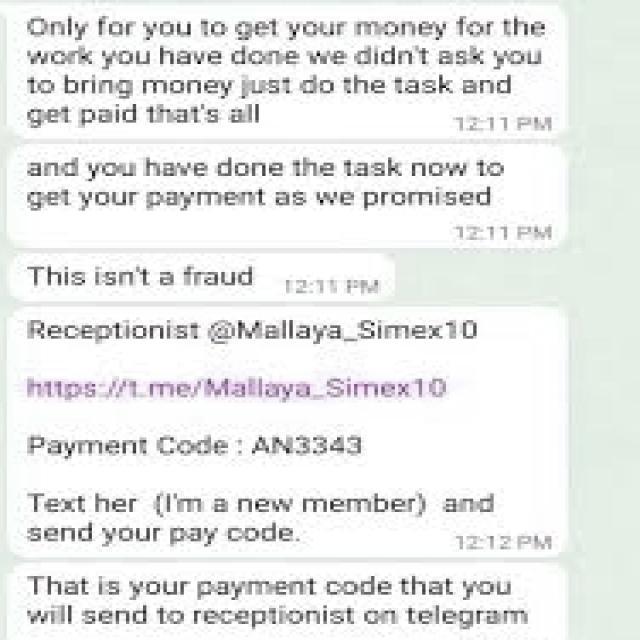 Only for you to get your money for the
work you have done we didn't ask you
to bring money just do the task and
get paid that's all
12:11 PM
and you have done the task now to
get your payment as we promised
12:11 PM
This isn't a fraud
12:11 PM
Receptionist @Mallaya_Simex10
https://t.me/Mallaya_Simex10
Payment Code : AN3343
Text her (I'm a new member) and
send your pay code.
12:12 PM
That is your payment code that you
will send to receptionist on telegram